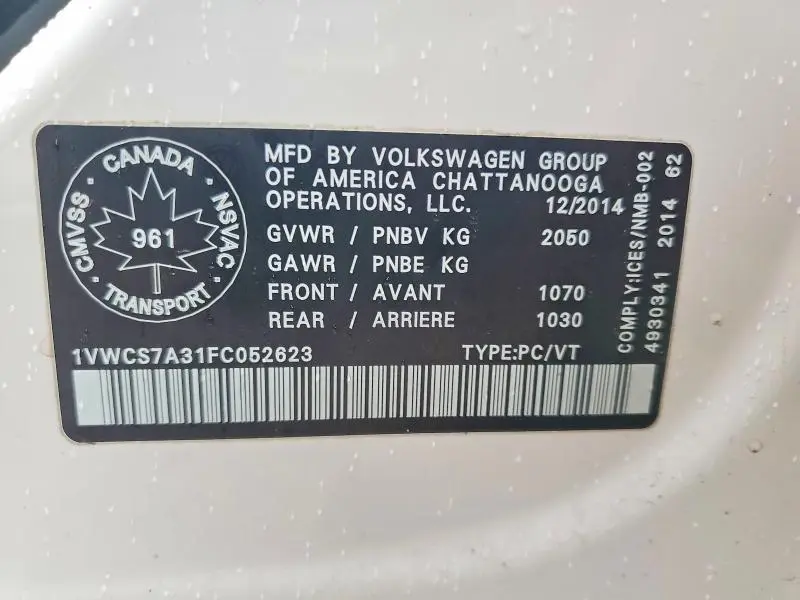 CANADA
CMVSS · NSVAC
961
TRANSPORT
MFD BY VOLKSWAGEN GROUP
OF AMERICA CHATTANOOGA
OPERATIONS, LLC. 12/2014
GVWR / PNBV KG 2050
GAWR / PNBE KG
FRONT / AVANT 1070
REAR / ARRIERE 1030
1VWCS7A31FC052623 TYPE:PC/VT
COMPLY:ICES/NMB-002
4930341 2014 62